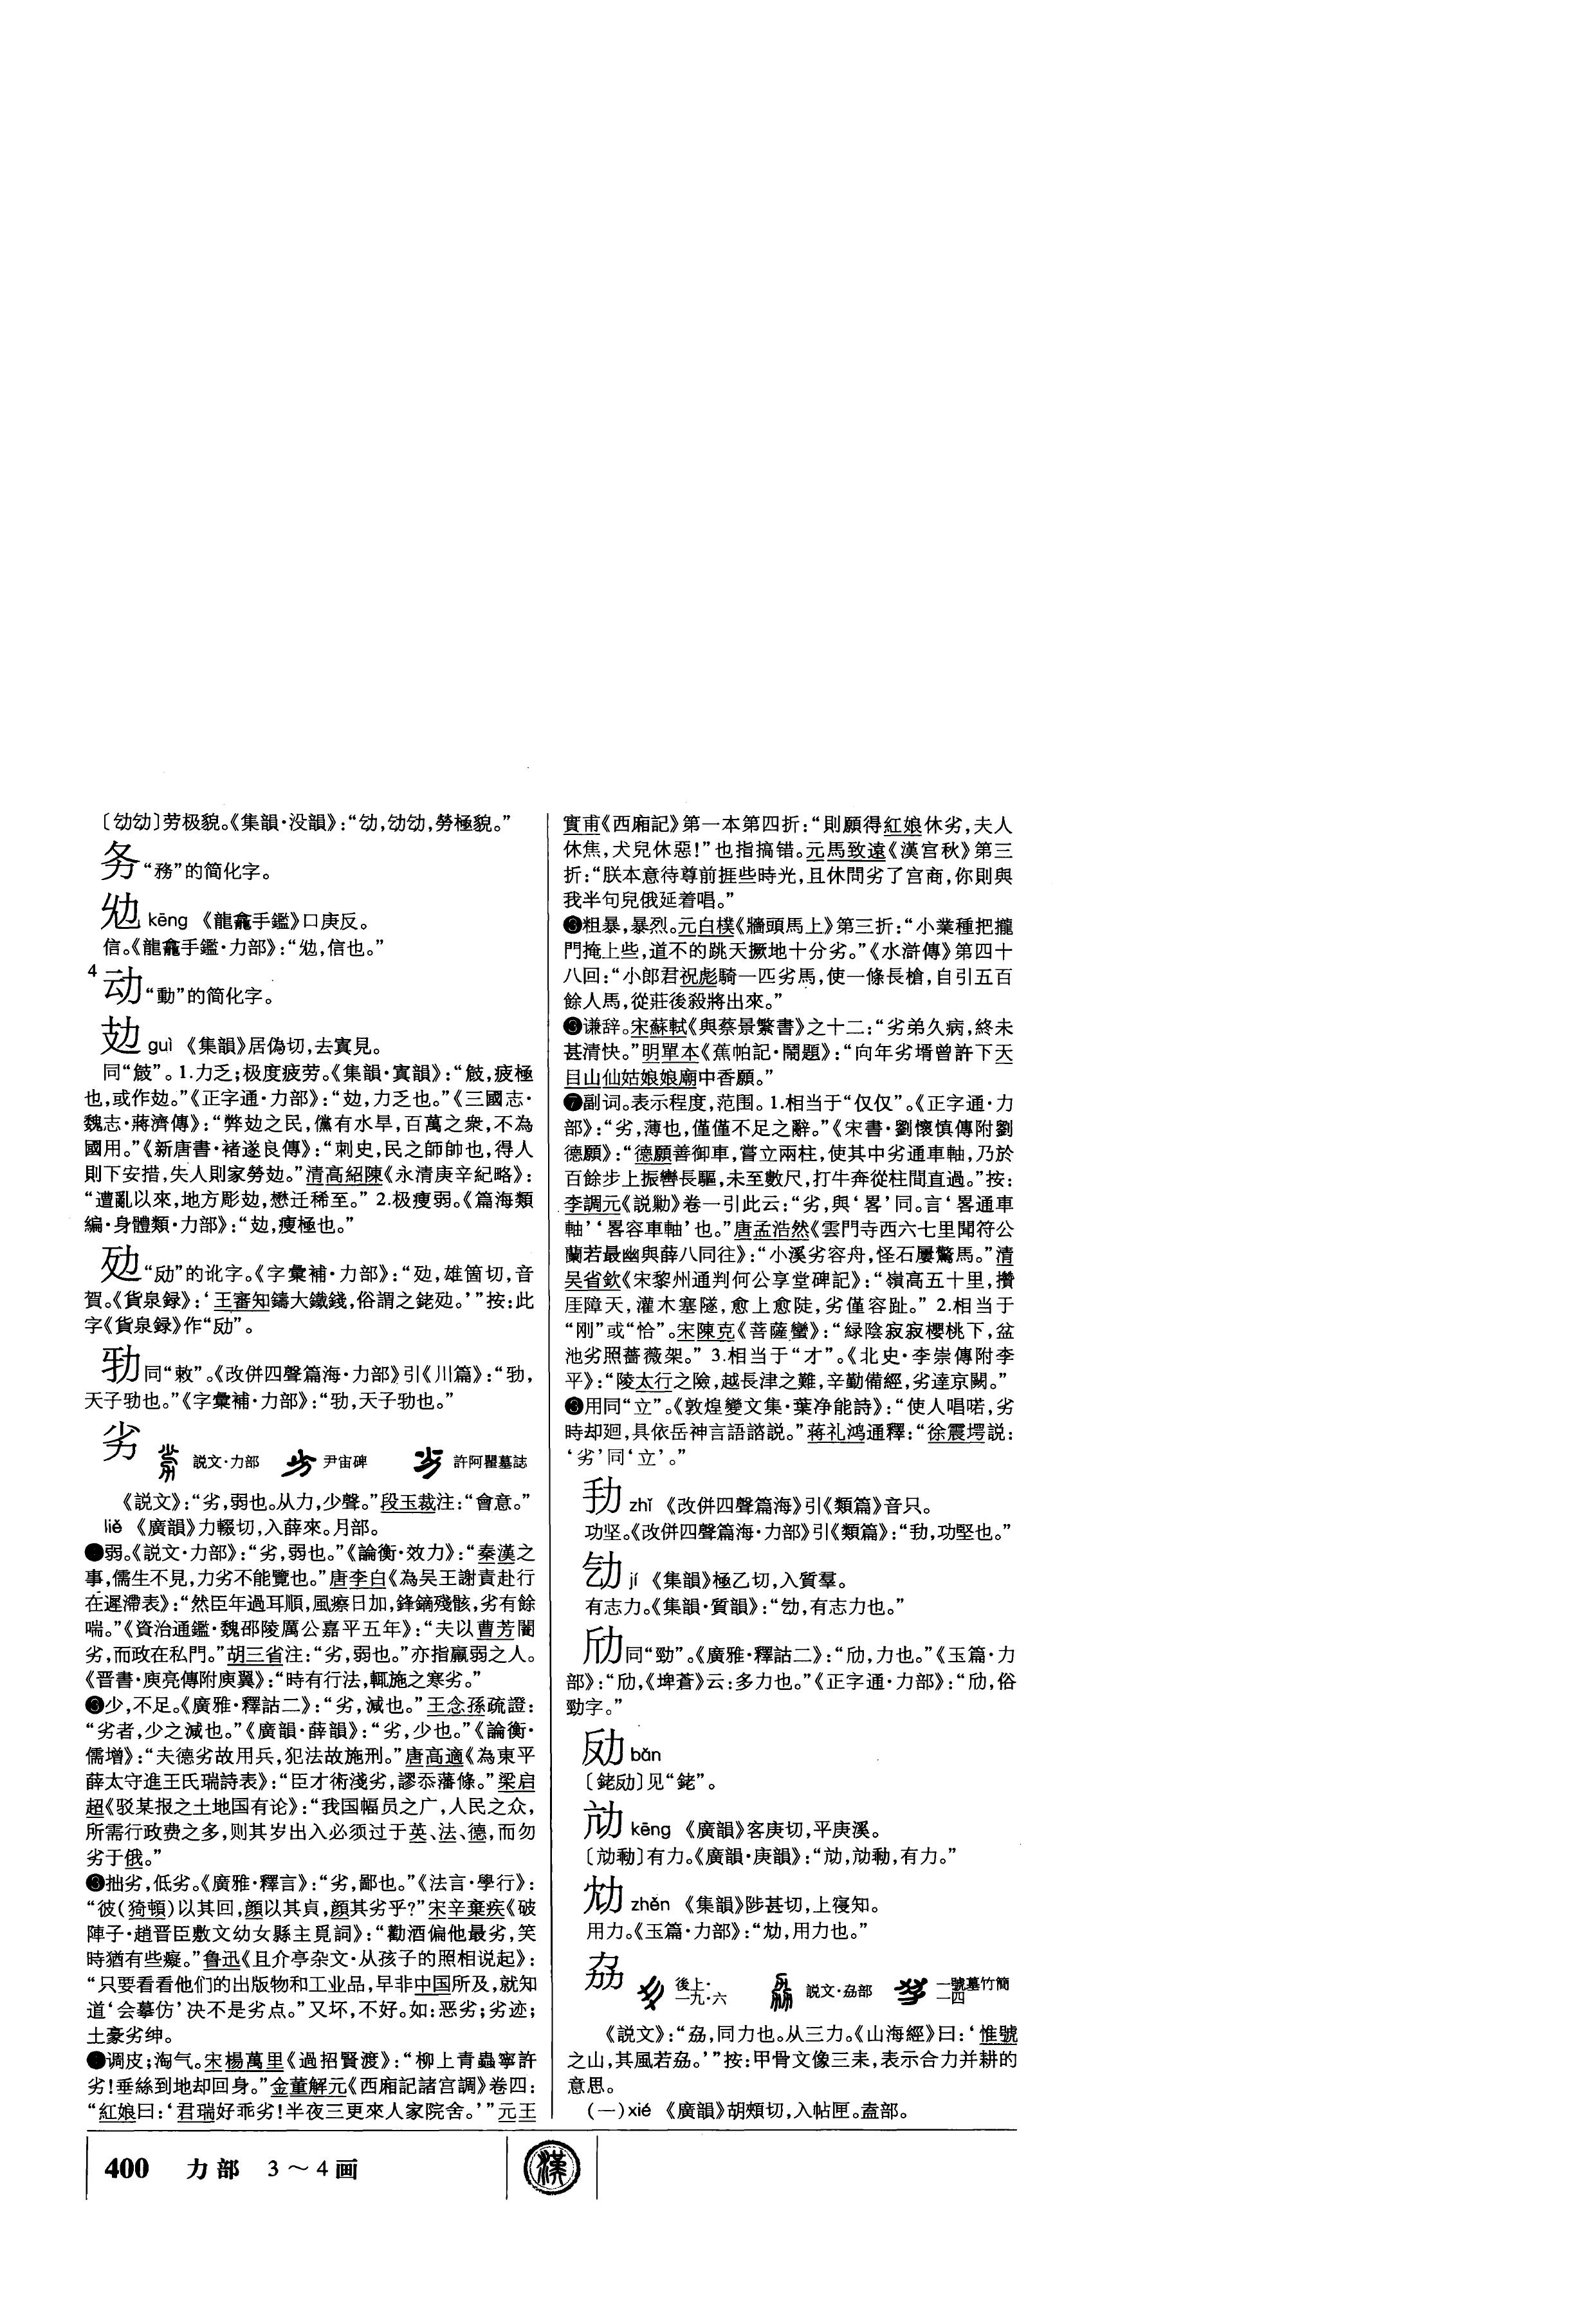 〔㔜㔜〕劳极貌。《集韻·没韻》：“㔜，㔜㔜，勞極貌。”
务“務”的简化字。
kēng 《龍龕手鑑》口庚反。
信。《龍龕手鑑·力部》：“，信也。”
4
动“動”的简化字。
攰 guì 《集韻》居偽切，去寘見。
同“㩻”。1.力乏；极度疲劳。《集韻·寘韻》：“㩻，疲極
也，或作攰。”《正字通·力部》：“攰，力乏也。”《三國志·
魏志·蔣濟傳》：“弊攰之民，儻有水旱，百萬之衆，不為
國用。”《新唐書·褚遂良傳》：“刺史，民之師帥也，得人
則下安措，失人則家勞攰。”清高紹陳《永清庚辛紀略》：
“遭亂以來，地方彫攰，懋迁稀至。” 2.极瘦弱。《篇海類
編·身體類·力部》：“攰，瘦極也。”
“㔟”的讹字。《字彙補·力部》：“，雄箇切，音
賀。《貨泉録》：‘王審知鑄大鐵錢，俗謂之銠。’”按：此
字《貨泉録》作“㔟”。
同“敕”。《改併四聲篇海·力部》引《川篇》：“，
天子也。”《字彙補·力部》：“，天子也。”
劣 説文·力部 尹宙碑 許阿瞿墓誌
《説文》：“劣，弱也。从力，少聲。”段玉裁注：“會意。”
liě 《廣韻》力輟切，入薛來。月部。
❶弱。《説文·力部》：“劣，弱也。”《論衡·效力》：“秦漢之
事，儒生不見，力劣不能覽也。”唐李白《為吴王謝責赴行
在遲滯表》：“然臣年過耳順，風瘵日加，鋒鏑殘骸，劣有餘
喘。”《資治通鑑·魏邵陵厲公嘉平五年》：“夫以曹芳闇
劣，而政在私門。”胡三省注：“劣，弱也。”亦指羸弱之人。
《晋書·庾亮傳附庾翼》：“時有行法，輒施之寒劣。”
❷少，不足。《廣雅·釋詁二》：“劣，減也。”王念孫疏證：
“劣者，少之減也。”《廣韻·薛韻》：“劣，少也。”《論衡·
儒增》：“夫德劣故用兵，犯法故施刑。”唐高適《為東平
薛太守進王氏瑞詩表》：“臣才術淺劣，謬忝藩條。”梁启
超《驳某报之土地国有论》：“我国幅员之广，人民之众，
所需行政费之多，则其岁出入必须过于英、法、德，而勿
劣于俄。”
❸拙劣，低劣。《廣雅·釋言》：“劣，鄙也。”《法言·學行》：
“彼（猗頓）以其回，顔以其貞，顔其劣乎?”宋辛棄疾《破
陣子·趙晋臣敷文幼女縣主覓詞》：“勸酒偏他最劣，笑
時猶有些癡。”鲁迅《且介亭杂文·从孩子的照相说起》：
“只要看看他们的出版物和工业品，早非中国所及，就知
道‘会摹仿’决不是劣点。”又坏，不好。如：恶劣；劣迹；
土豪劣绅。
❹调皮；淘气。宋楊萬里《過招賢渡》：“柳上青蟲寧許
劣！垂絲到地却回身。”金董解元《西廂記諸宫調》卷四：
“紅娘曰：‘君瑞好乖劣！半夜三更來人家院舍。’”元王
實甫《西廂記》第一本第四折：“則願得紅娘休劣，夫人
休焦，犬兒休惡！”也指搞错。元馬致遠《漢宫秋》第三
折：“朕本意待尊前捱些時光，且休問劣了宫商，你則與
我半句兒俄延着唱。”
❺粗暴，暴烈。元白樸《牆頭馬上》第三折：“小業種把攏
門掩上些，道不的跳天撅地十分劣。”《水滸傳》第四十
八回：“小郎君祝彪騎一匹劣馬，使一條長槍，自引五百
餘人馬，從莊後殺將出來。”
❻谦辞。宋蘇軾《與蔡景繁書》之十二：“劣弟久病，終未
甚清快。”明單本《蕉帕記·鬧題》：“向年劣壻曾許下天
目山仙姑娘娘廟中香願。”
❼副词。表示程度，范围。1.相当于“仅仅”。《正字通·力
部》：“劣，薄也，僅僅不足之辭。”《宋書·劉懷慎傳附劉
德願》：“德願善御車，嘗立兩柱，使其中劣通車軸，乃於
百餘步上振轡長驅，未至數尺，打牛奔從柱間直過。”按：
李調元《説勦》卷一引此云：“劣，與‘畧’同。言‘畧通車
軸’‘畧容車軸’也。”唐孟浩然《雲門寺西六七里聞符公
蘭若最幽與薛八同往》：“小溪劣容舟，怪石屢驚馬。”清
吴省欽《宋黎州通判何公享堂碑記》：“嶺高五十里，攢
厓障天，灌木塞隧，愈上愈陡，劣僅容趾。” 2.相当于
“刚”或“恰”。宋陳克《菩薩蠻》：“緑陰寂寂櫻桃下，盆
池劣照薔薇架。” 3.相当于“才”。《北史·李崇傳附李
平》：“陵太行之險，越長津之難，辛勤備經，劣達京闕。”
❽用同“立”。《敦煌變文集·葉净能詩》：“使人唱喏，劣
時却廻，具依岳神言語諮説。”蒋礼鸿通釋：“徐震堮説：
‘劣’同‘立’。”
zhǐ 《改併四聲篇海》引《類篇》音只。
功坚。《改併四聲篇海·力部》引《類篇》：“，功堅也。”
jí 《集韻》極乙切，入質羣。
有志力。《集韻·質韻》：“，有志力也。”
劤同“勁”。《廣雅·釋詁二》：“劤，力也。”《玉篇·力
部》：“劤，《埤蒼》云：多力也。”《正字通·力部》：“劤，俗
勁字。”
㔟 bǎn
〔銠㔟〕见“銠”。
劥 kēng 《廣韻》客庚切，平庚溪。
〔劥勷〕有力。《廣韻·庚韻》：“劥，劥，有力。”
zhěn 《集韻》陟甚切，上寑知。
用力。《玉篇·力部》：“，用力也。”
劦 後上·一九·六 説文·劦部 一號墓竹簡一四
《説文》：“劦，同力也。从三力。《山海經》曰：‘惟號
之山，其風若劦。’”按：甲骨文像三耒，表示合力并耕的
意思。
（一）xié 《廣韻》胡頰切，入帖匣。盍部。
400 力部 3～4画
漢